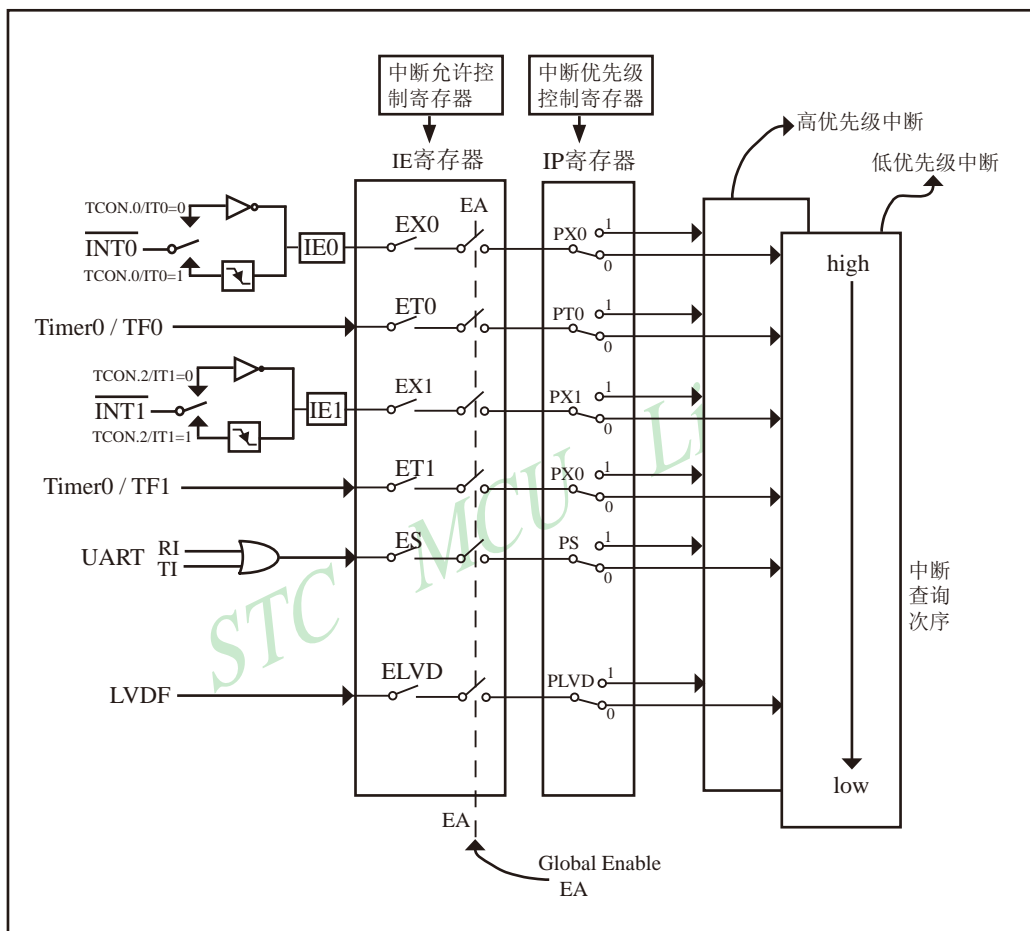 中断允许控
制寄存器
中断优先级
控制寄存器
高优先级中断
低优先级中断
IE寄存器
IP寄存器
TCON.0/IT0=0
INT0
TCON.0/IT0=1
IE0
EX0
EA
PX0
1
0
high
Timer0 / TF0
ET0
PT0
1
0
TCON.2/IT1=0
INT1
TCON.2/IT1=1
IE1
EX1
PX1
1
0
Timer0 / TF1
ET1
PX0
1
0
UART
RI
TI
ES
PS
1
0
中断
查询
次序
STC MCU Li
LVDF
ELVD
PLVD
1
0
low
EA
Global Enable
EA